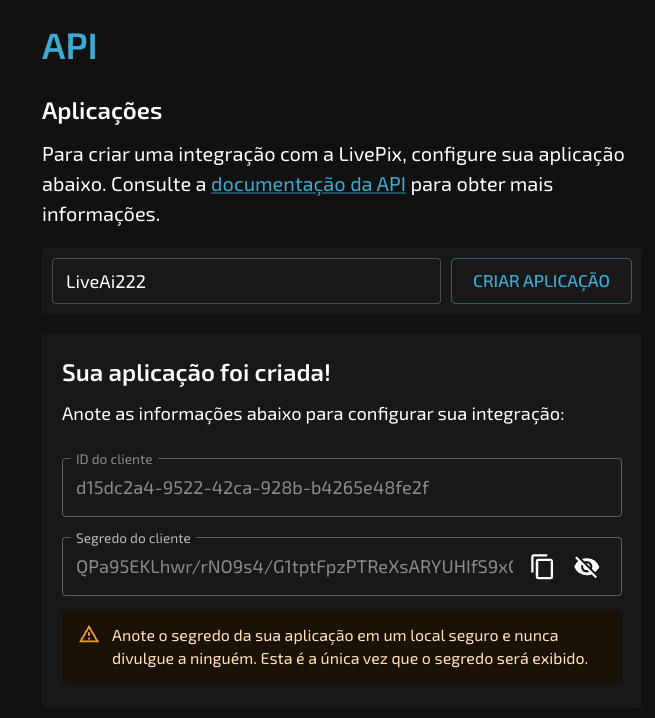 API
Aplicações
Para criar uma integração com a LivePix, configure sua aplicação
abaixo. Consulte a documentação da API para obter mais
informações.
LiveAi222
CRIAR APLICAÇÃO
Sua aplicação foi criada!
Anote as informações abaixo para configurar sua integração:
ID do cliente
d15dc2a4-9522-42ca-928b-b4265e48fe2f
Segredo do cliente
QPa95EKLhwr/rNO9s4/G1tptFpzPTReXsARYUHIfS9x
Anote o segredo da sua aplicação em um local seguro e nunca
divulgue a ninguém. Esta é a única vez que o segredo será exibido.